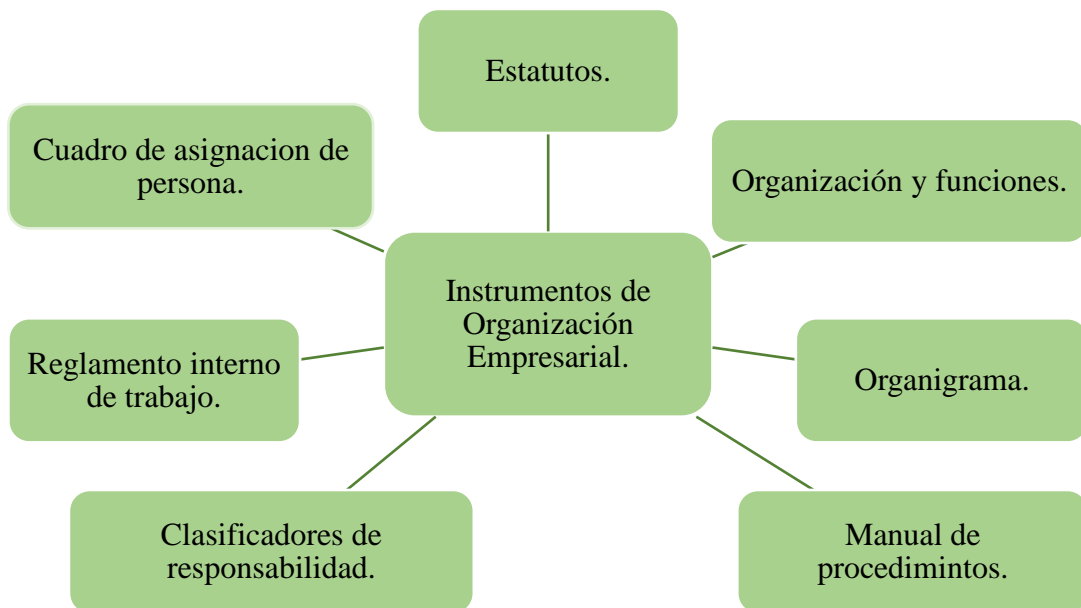 Estatutos.
Cuadro de asignacion de
persona.
Organización y funciones.
Instrumentos de
Organización
Empresarial.
Reglamento interno
de trabajo.
Organigrama.
Clasificadores de
responsabilidad.
Manual de
procedimintos.